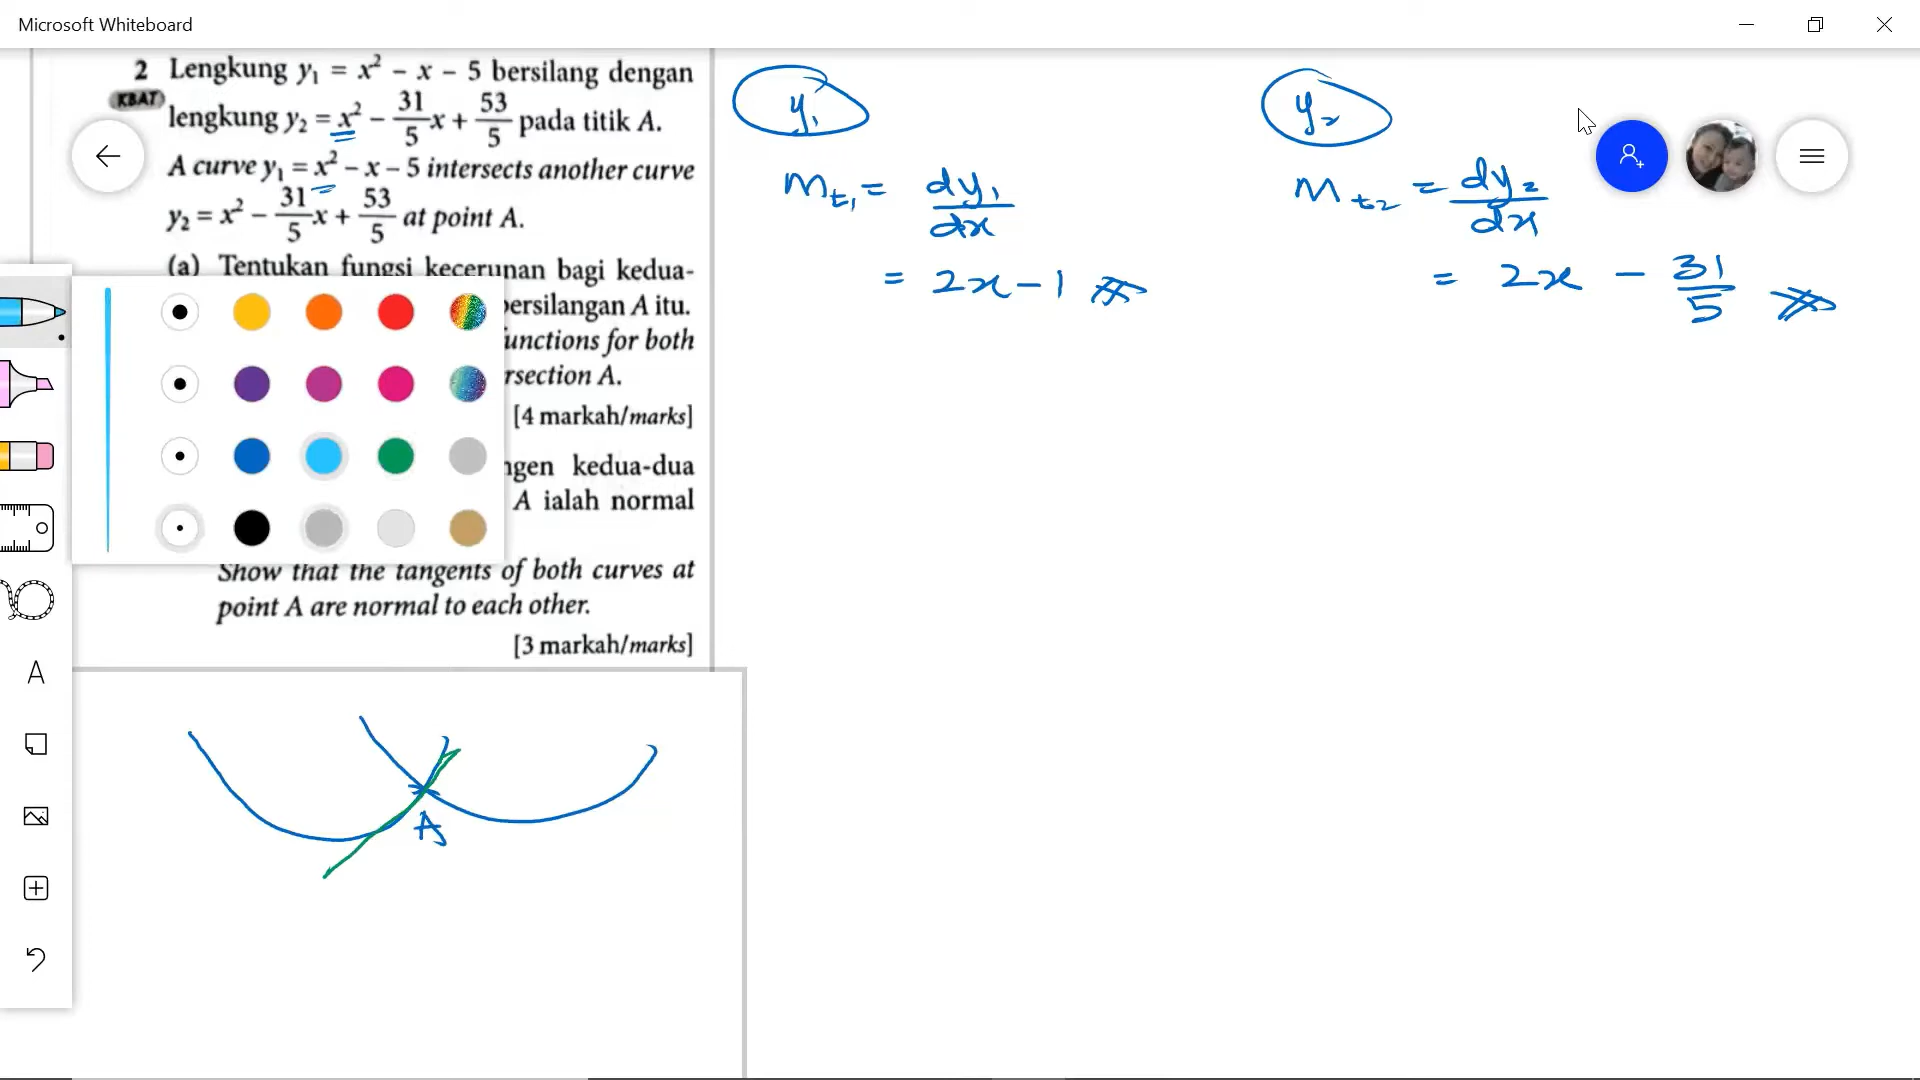 Microsoft Whiteboard
2 Lengkung y₁ = x² − x − 5 bersilang dengan
KBAT
lengkung y₂ = x² − 31/5 x + 53/5 pada titik A.
A curve y₁ = x² − x − 5 intersects another curve
y₂ = x² − 31/5 x + 53/5 at point A.
(a) Tentukan fungsi kecerunan bagi kedua-
persilangan A itu.
unctions for both
rsection A.
[4 markah/marks]
ngen kedua-dua
A ialah normal
Show that the tangents of both curves at
point A are normal to each other.
[3 markah/marks]
A
A
y₁
m_t₁ = dy₁/dx
= 2x − 1
y₂
m_t₂ = dy₂/dx
= 2x − 31/5